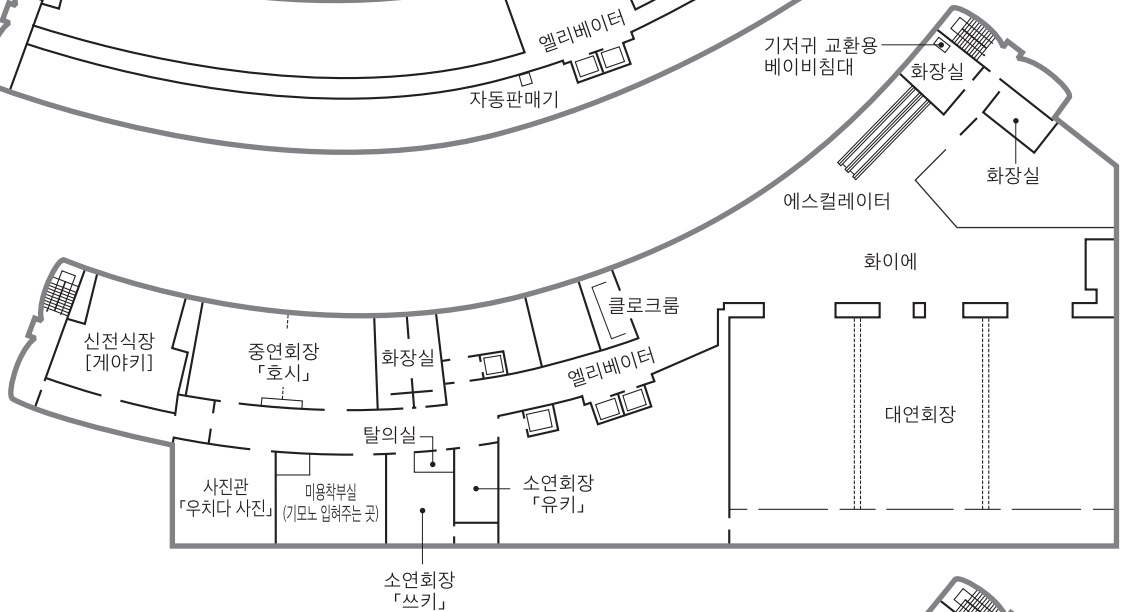 엘리베이터
자동판매기
기저귀 교환용
베이비침대
화장실
화장실
에스컬레이터
화이에
클로크룸
신전식장
[게야키]
중연회장
「호시」
화장실
엘리베이터
대연회장
탈의실
사진관
「우치다 사진」
미용착부실
(기모노 입혀주는 곳)
소연회장
「유키」
소연회장
「쓰키」